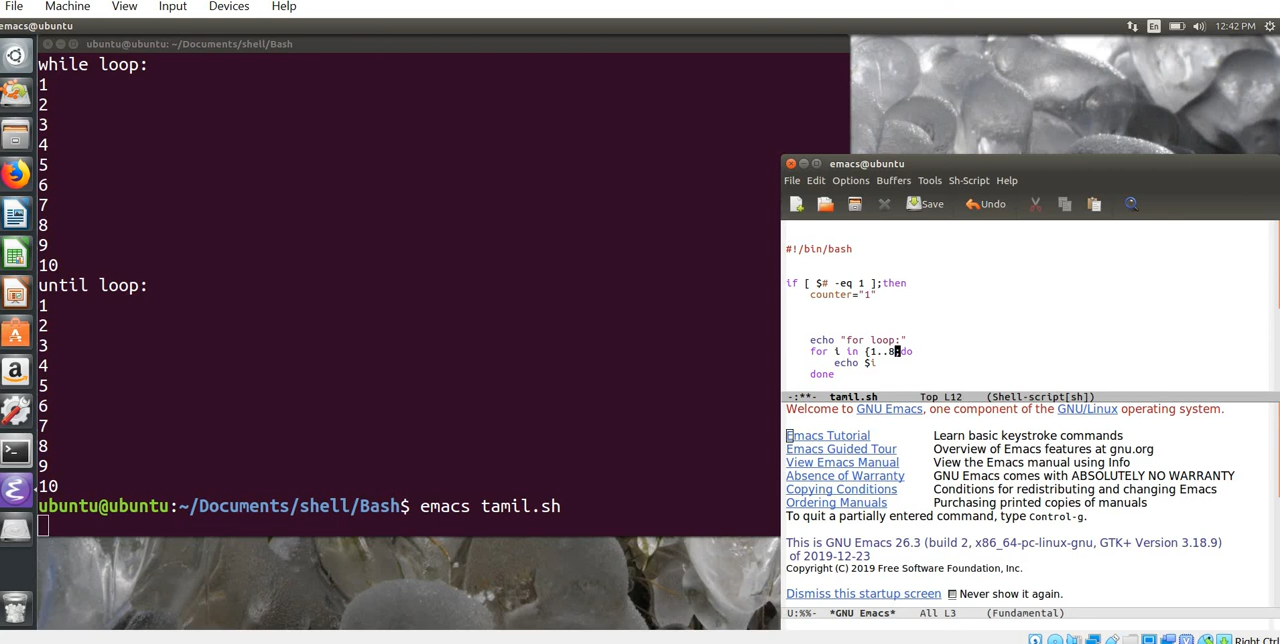 File Machine View Input Devices Help
emacs@ubuntu
En 12:42 PM
ubuntu@ubuntu: ~/Documents/shell/Bash
while loop:
1
2
3
4
5
6
7
8
9
10
until loop:
1
2
3
4
5
6
7
8
9
10
ubuntu@ubuntu:~/Documents/shell/Bash$ emacs tamil.sh
emacs@ubuntu
File Edit Options Buffers Tools Sh-Script Help
Save Undo
#!/bin/bash
if [ $# -eq 1 ];then
counter="1"
echo "for loop:"
for i in {1..8;do
echo $i
done
-:**- tamil.sh Top L12 (Shell-script[sh])
Welcome to GNU Emacs, one component of the GNU/Linux operating system.
Emacs Tutorial Learn basic keystroke commands
Emacs Guided Tour Overview of Emacs features at gnu.org
View Emacs Manual View the Emacs manual using Info
Absence of Warranty GNU Emacs comes with ABSOLUTELY NO WARRANTY
Copying Conditions Conditions for redistributing and changing Emacs
Ordering Manuals Purchasing printed copies of manuals
To quit a partially entered command, type Control-g.
This is GNU Emacs 26.3 (build 2, x86_64-pc-linux-gnu, GTK+ Version 3.18.9)
of 2019-12-23
Copyright (C) 2019 Free Software Foundation, Inc.
Dismiss this startup screen Never show it again.
U:%%- *GNU Emacs* All L3 (Fundamental)
Right Ctrl